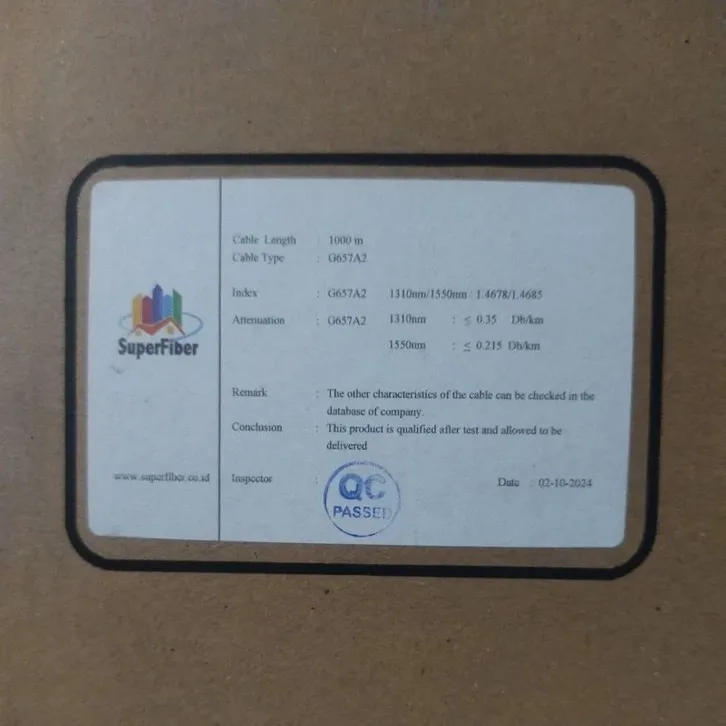 Cable Length : 1000 m
Cable Type : G657A2
Index : G657A2 1310nm/1550nm : 1.4678/1.4685
Attenuation : G657A2 1310nm : ≤ 0.35 Db/km
1550nm : ≤ 0.215 Db/km
SuperFiber
Remark : The other characteristics of the cable can be checked in the
database of company.
Conclusion : This product is qualified after test and allowed to be
delivered
www.superfiber.co.id
Inspector :
QC
PASSED
Date : 02-10-2024